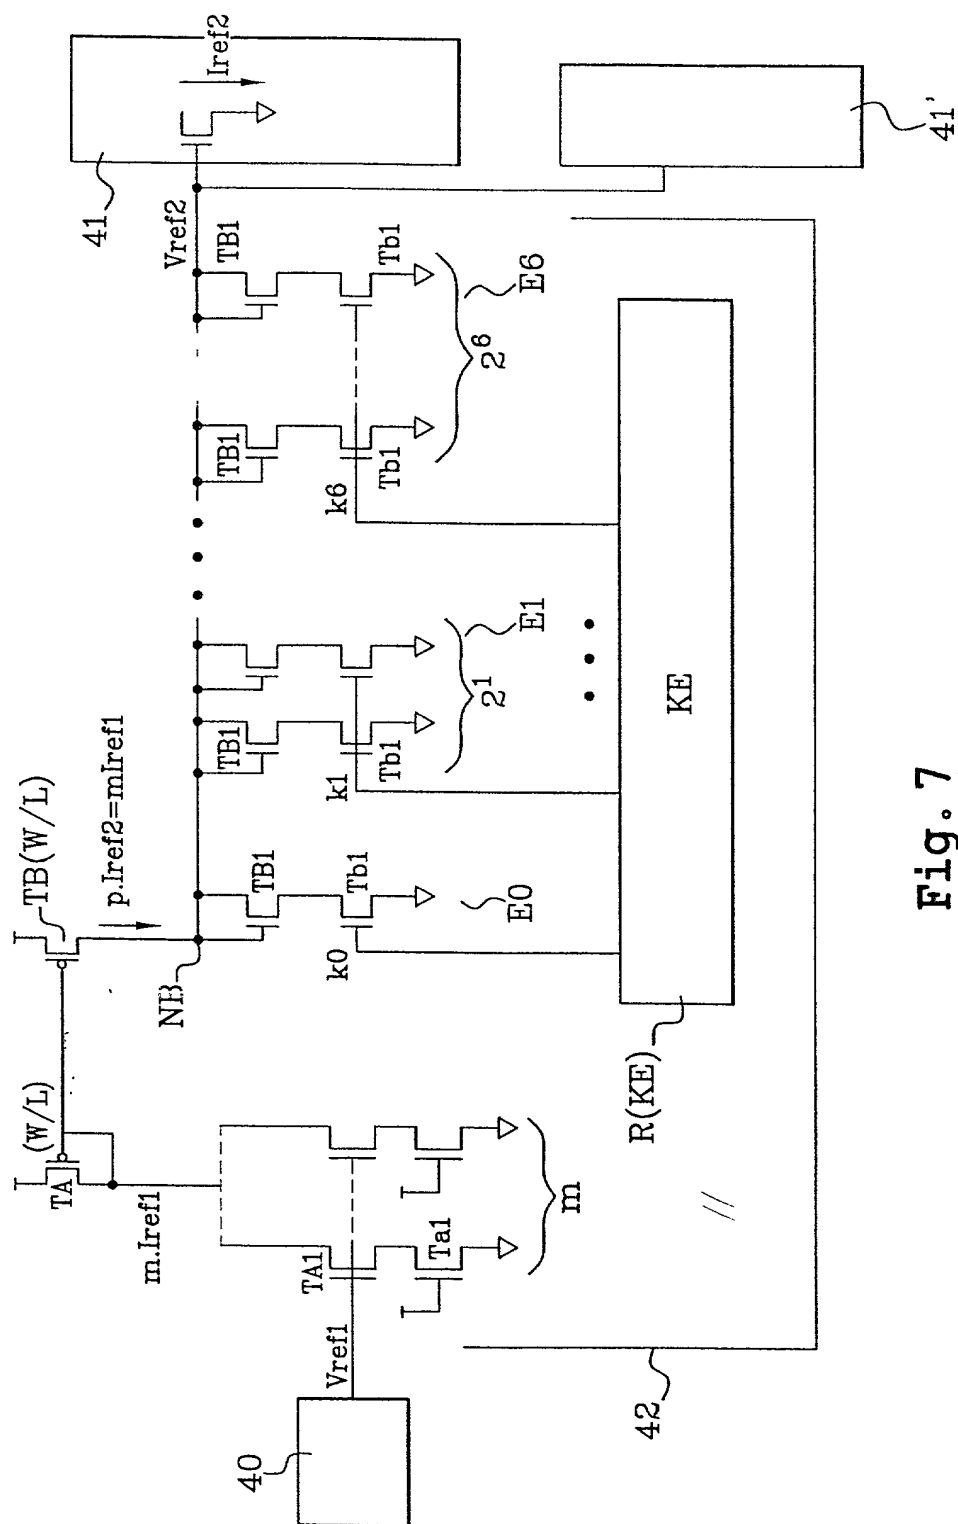 TA
(W/L)
TB(W/L)
m.Iref1
p.Iref2=mIref1
NB
Vref2
41
Iref2
40
Vref1
TA1
Ta1
m
TB1
Tb1
k0
E0
TB1
Tb1
k1
2¹
E1
TB1
Tb1
k6
TB1
Tb1
2⁶
E6
R(KE)
KE
41'
42
Fig. 7